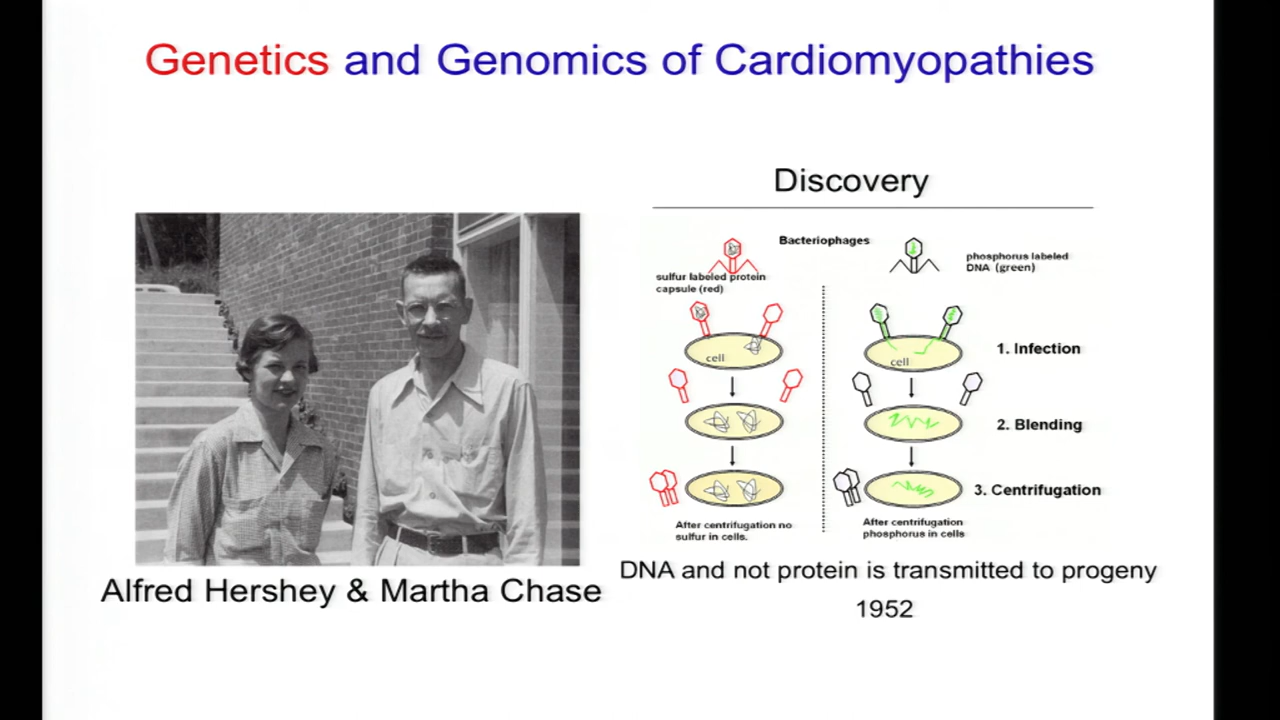 Genetics and Genomics of Cardiomyopathies
Discovery
Bacteriophages
sulfur labeled protein
capsule (red)
phosphorus labeled
DNA (green)
cell
cell
1. Infection
2. Blending
3. Centrifugation
After centrifugation no
sulfur in cells.
After centrifugation
phosphorus in cells
Alfred Hershey & Martha Chase
DNA and not protein is transmitted to progeny
1952